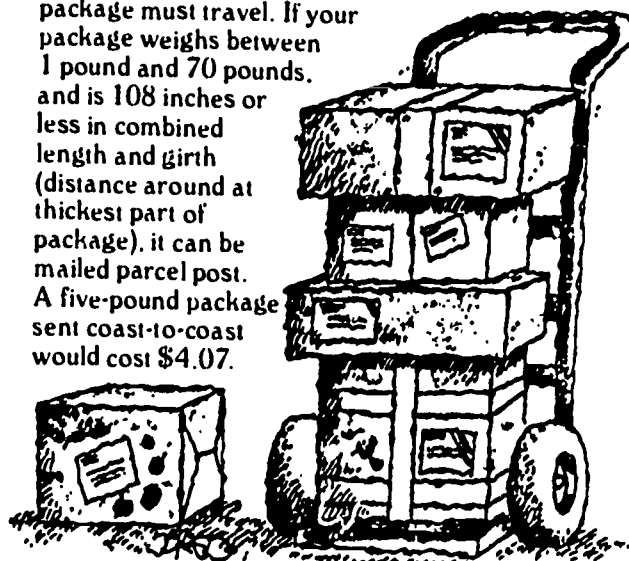 package must travel. If your
package weighs between
1 pound and 70 pounds,
and is 108 inches or
less in combined
length and girth
(distance around at
thickest part of
package), it can be
mailed parcel post.
A five-pound package
sent coast-to-coast
would cost $4.07.